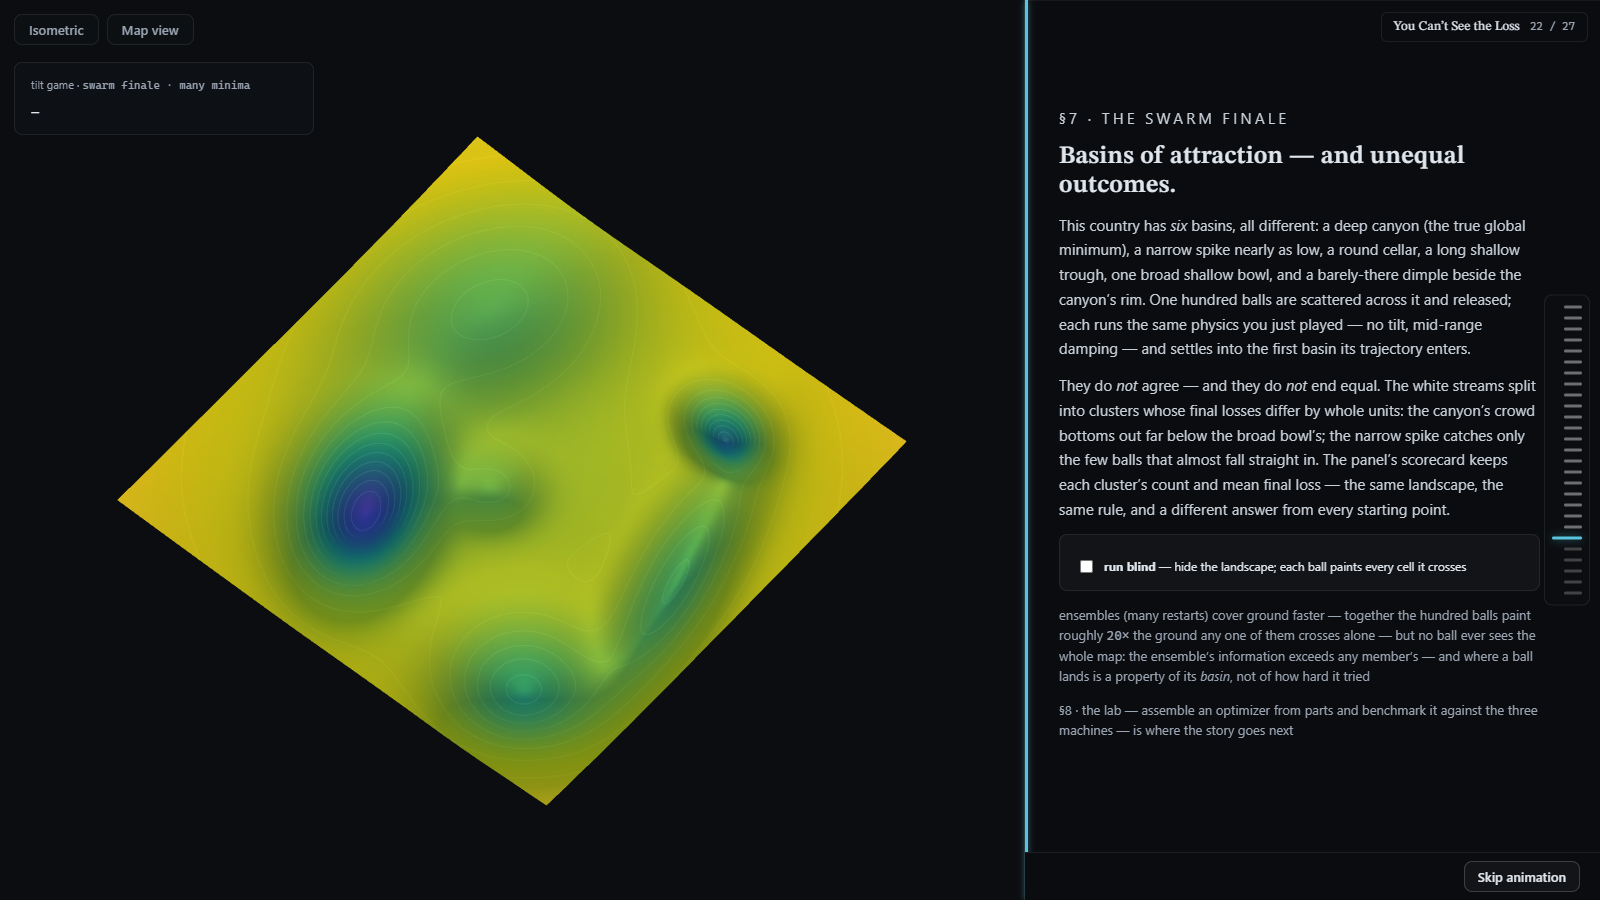 Isometric
Map view
tilt game · swarm finale · many minima
—
You Can't See the Loss 22 / 27
§7 · THE SWARM FINALE
Basins of attraction — and unequal
outcomes.
This country has six basins, all different: a deep canyon (the true global
minimum), a narrow spike nearly as low, a round cellar, a long shallow
trough, one broad shallow bowl, and a barely-there dimple beside the
canyon's rim. One hundred balls are scattered across it and released;
each runs the same physics you just played — no tilt, mid-range
damping — and settles into the first basin its trajectory enters.
They do not agree — and they do not end equal. The white streams split
into clusters whose final losses differ by whole units: the canyon's crowd
bottoms out far below the broad bowl's; the narrow spike catches only
the few balls that almost fall straight in. The panel's scorecard keeps
each cluster's count and mean final loss — the same landscape, the
same rule, and a different answer from every starting point.
run blind — hide the landscape; each ball paints every cell it crosses
ensembles (many restarts) cover ground faster — together the hundred balls paint
roughly 20× the ground any one of them crosses alone — but no ball ever sees the
whole map: the ensemble's information exceeds any member's — and where a ball
lands is a property of its basin, not of how hard it tried
§8 · the lab — assemble an optimizer from parts and benchmark it against the three
machines — is where the story goes next
Skip animation